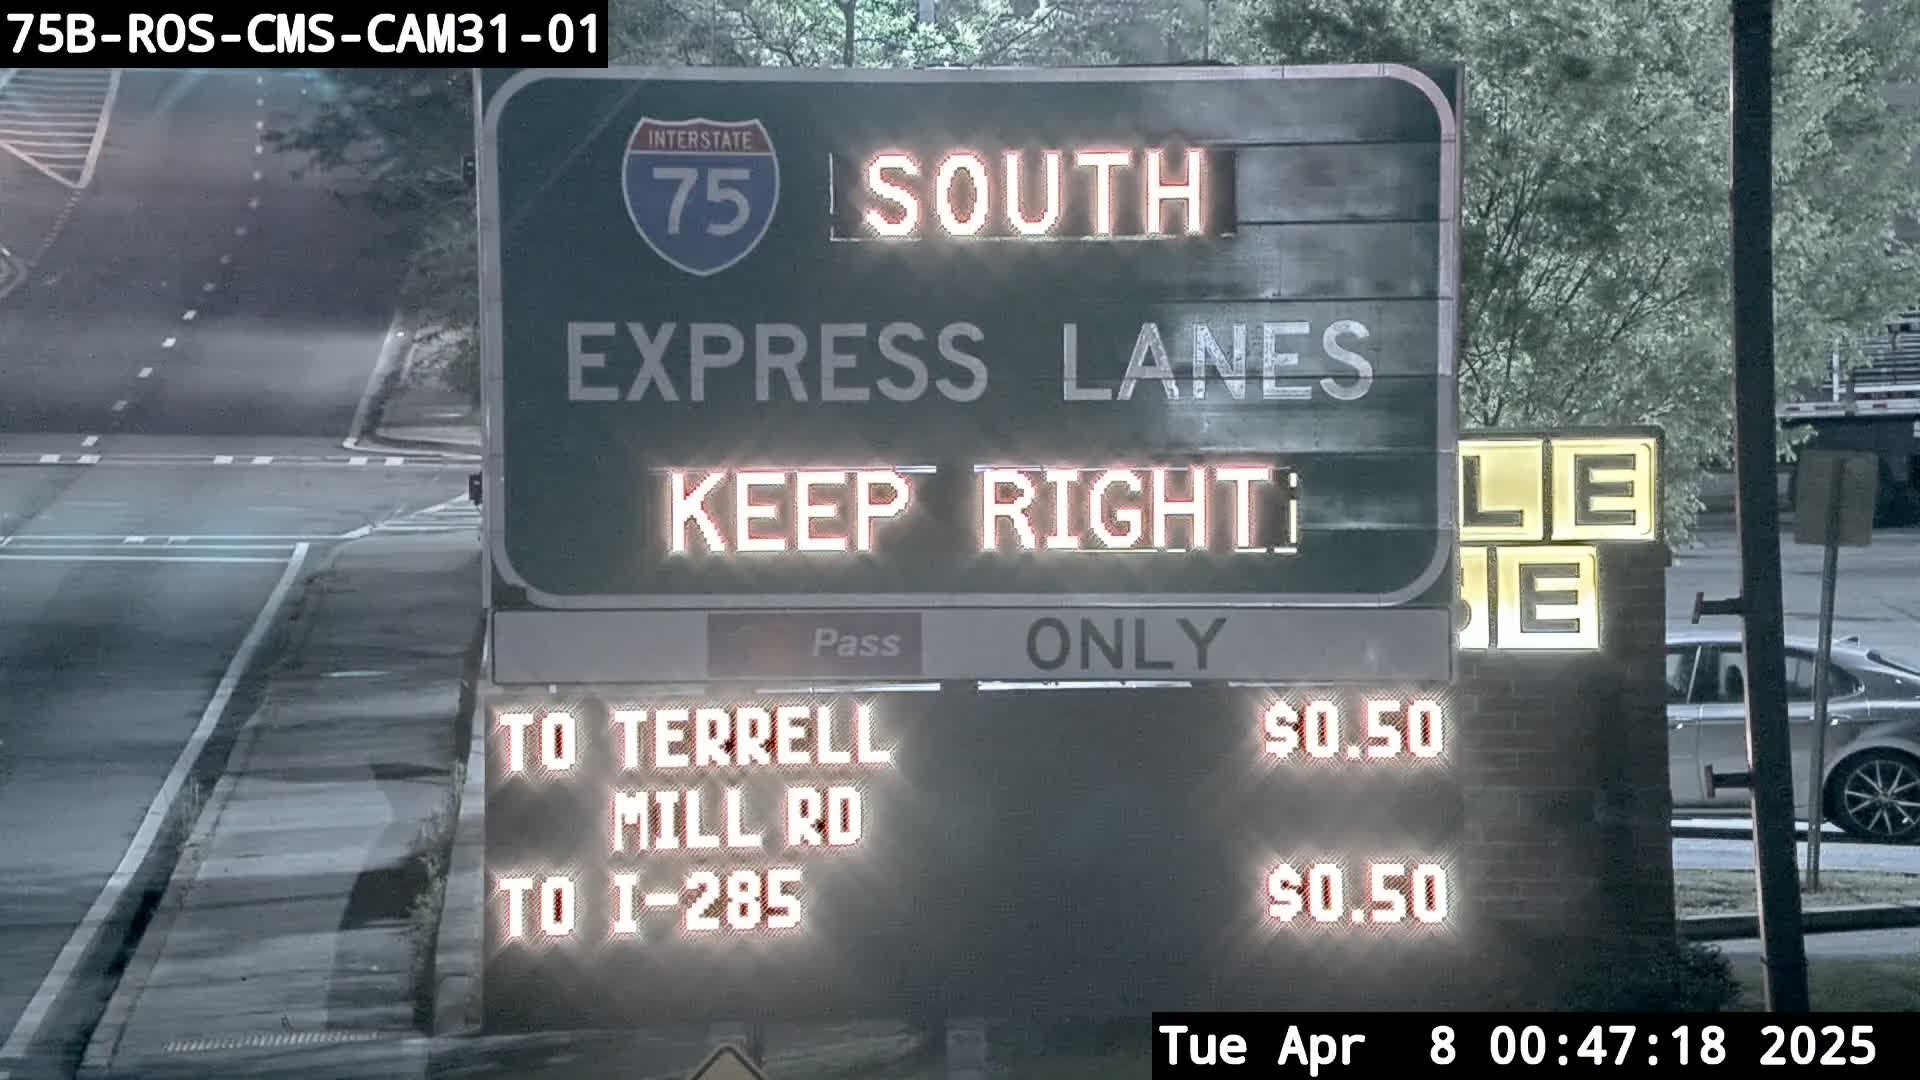 75B-ROS-CMS-CAM31-01
INTERSTATE
75
SOUTH
EXPRESS LANES
KEEP RIGHT
Pass ONLY
TO TERRELL $0.50
MILL RD
TO I-285 $0.50
LE
E
Tue Apr 8 00:47:18 2025